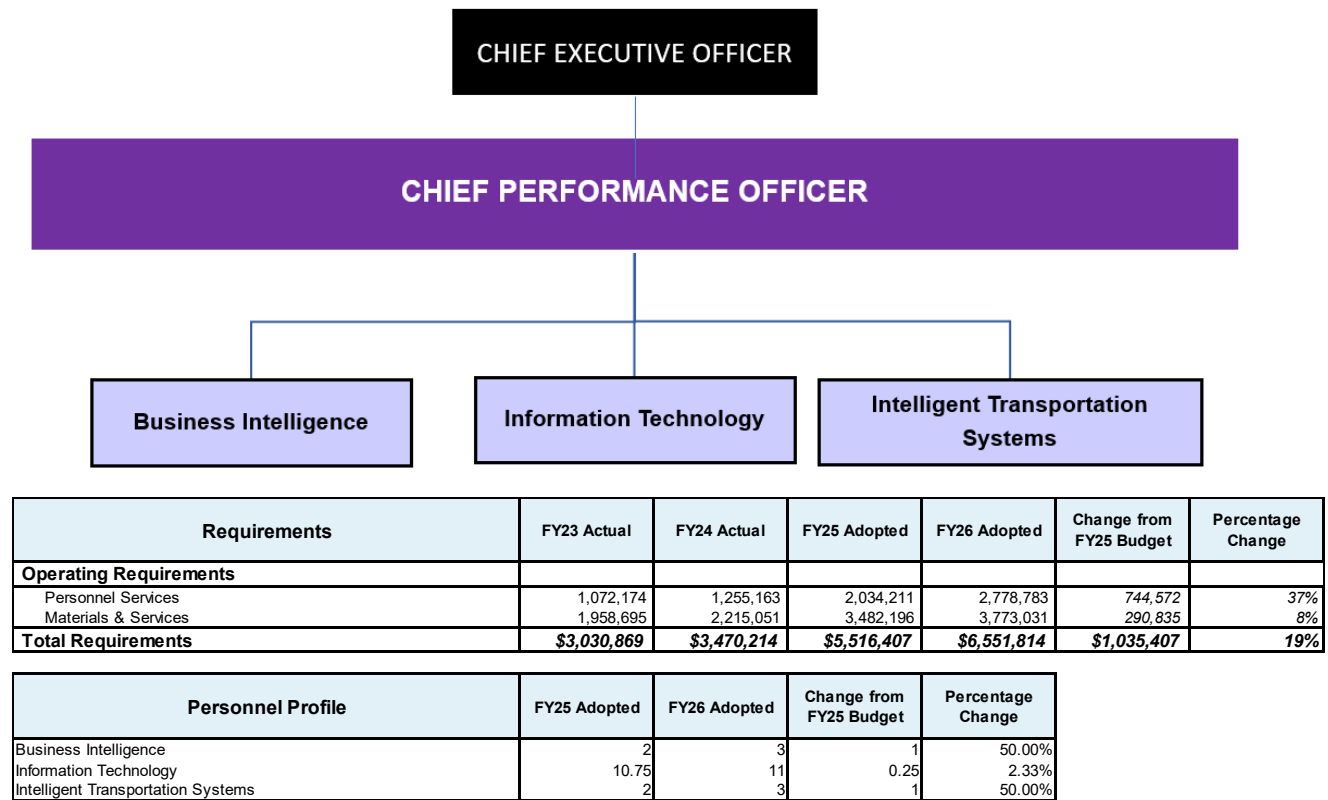 CHIEF EXECUTIVE OFFICER
CHIEF PERFORMANCE OFFICER
Business Intelligence
Information Technology
Intelligent Transportation
Systems
Requirements FY23 Actual FY24 Actual FY25 Adopted FY26 Adopted Change from FY25 Budget Percentage Change
Operating Requirements
Personnel Services 1,072,174 1,255,163 2,034,211 2,778,783 744,572 37%
Materials & Services 1,958,695 2,215,051 3,482,196 3,773,031 290,835 8%
Total Requirements $3,030,869 $3,470,214 $5,516,407 $6,551,814 $1,035,407 19%
Personnel Profile FY25 Adopted FY26 Adopted Change from FY25 Budget Percentage Change
Business Intelligence 2 3 1 50.00%
Information Technology 10.75 11 0.25 2.33%
Intelligent Transportation Systems 2 3 1 50.00%